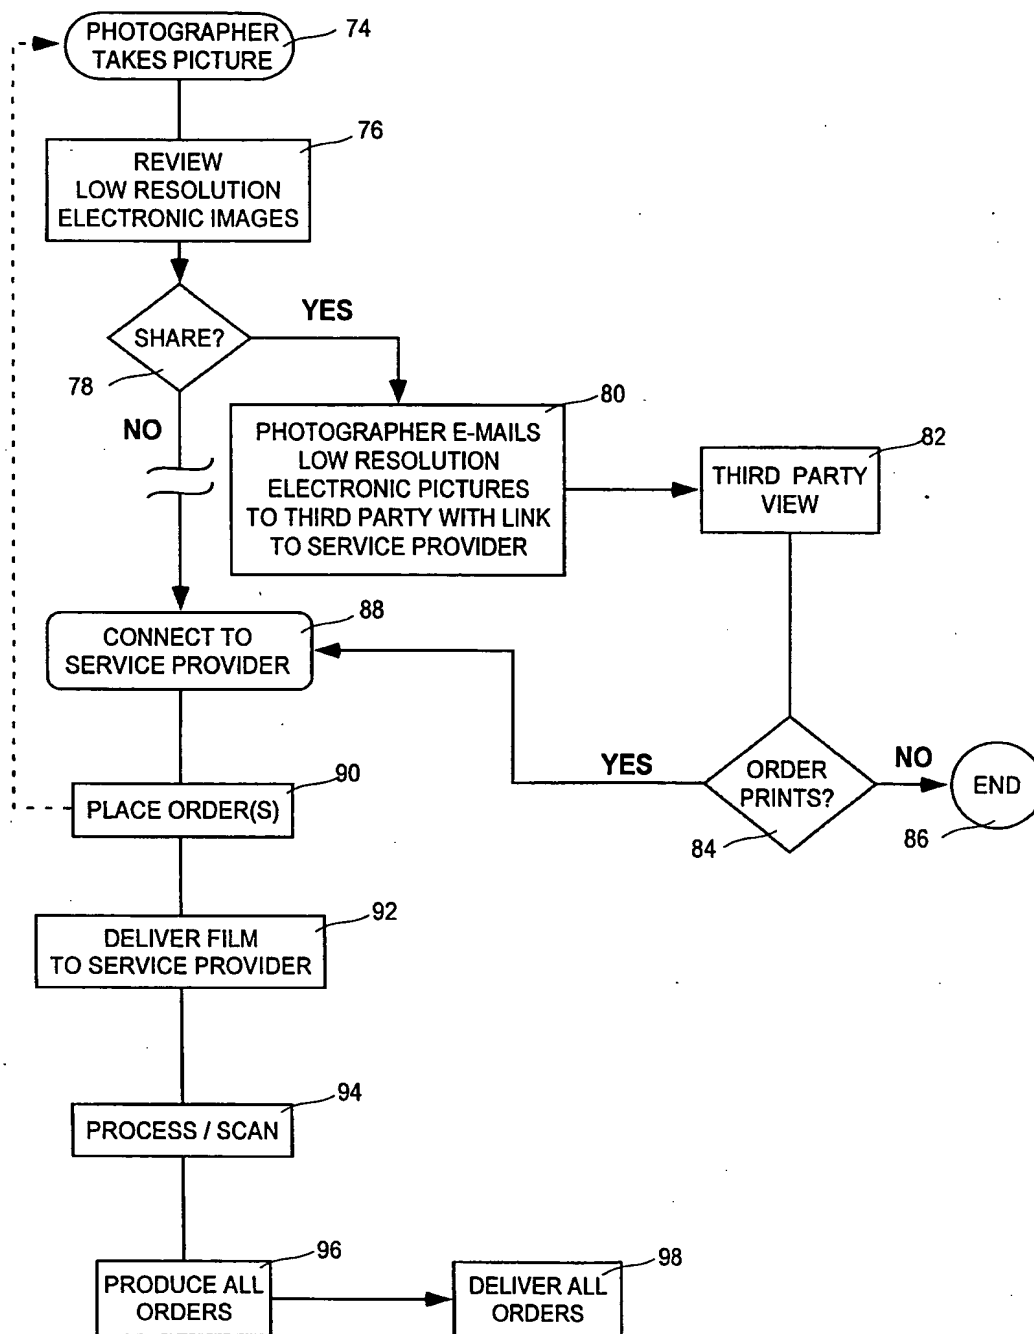 PHOTOGRAPHER
TAKES PICTURE
74
76
REVIEW
LOW RESOLUTION
ELECTRONIC IMAGES
SHARE?
78
YES
NO
80
PHOTOGRAPHER E-MAILS
LOW RESOLUTION
ELECTRONIC PICTURES
TO THIRD PARTY WITH LINK
TO SERVICE PROVIDER
82
THIRD PARTY
VIEW
88
CONNECT TO
SERVICE PROVIDER
YES
ORDER
PRINTS?
84
NO
END
86
90
PLACE ORDER(S)
92
DELIVER FILM
TO SERVICE PROVIDER
94
PROCESS / SCAN
96
PRODUCE ALL
ORDERS
98
DELIVER ALL
ORDERS